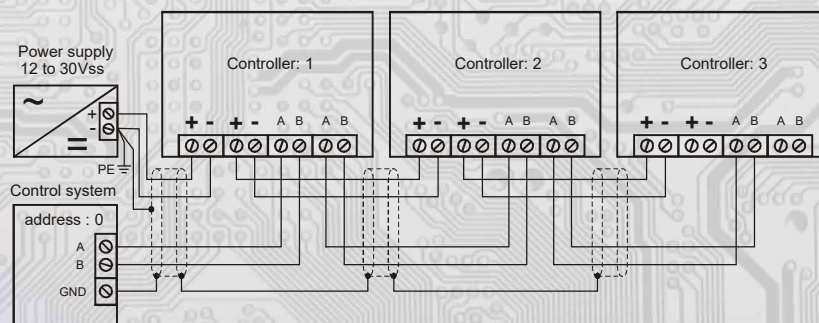 Power supply
12 to 30Vss
~
=
+
-
PE
Controller: 1
+ - + - A B A B
Controller: 2
+ - + - A B A B
Controller: 3
+ - + - A B A B
Control system
address : 0
A
B
GND